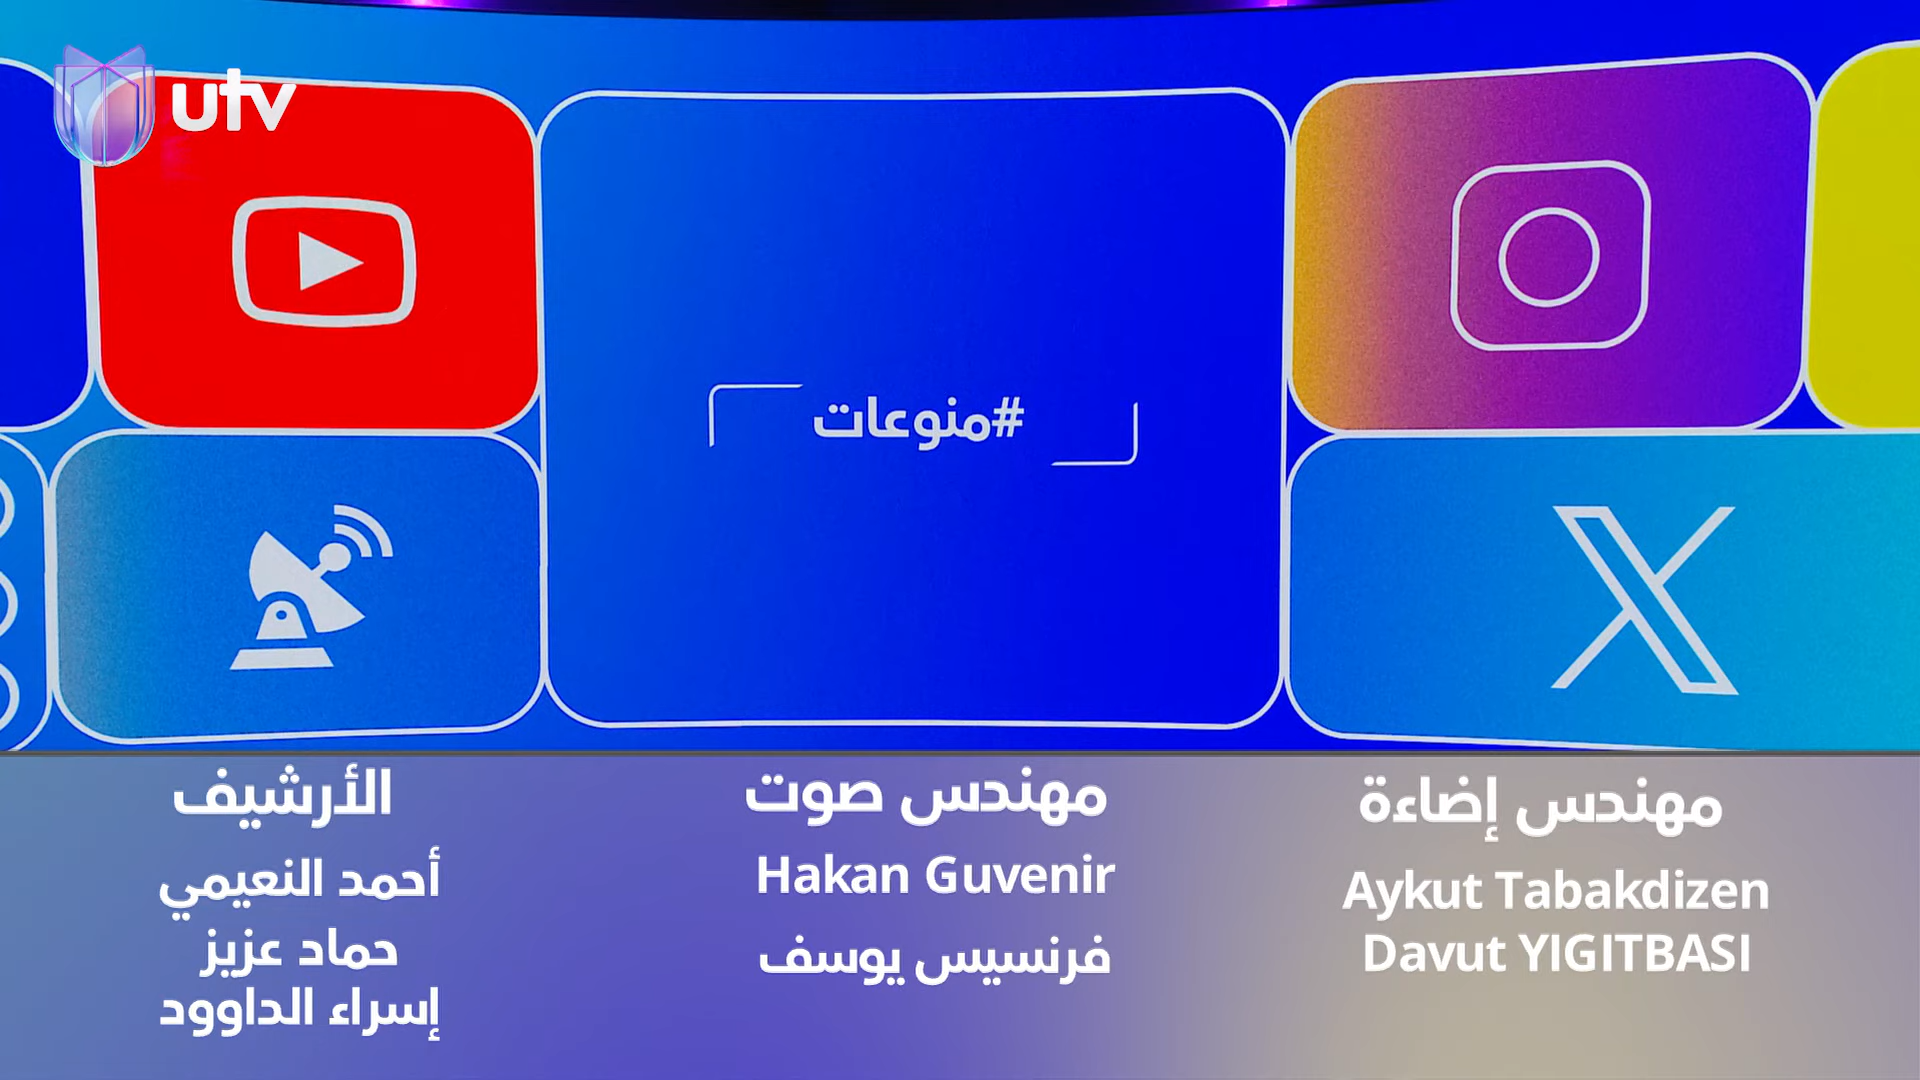 utv
#منوعات
مهندس إضاءة
Aykut Tabakdizen
Davut YIGITBASI
مهندس صوت
Hakan Guvenir
فرنسيس يوسف
الأرشيف
أحمد النعيمي
حماد عزيز
إسراء الداوود